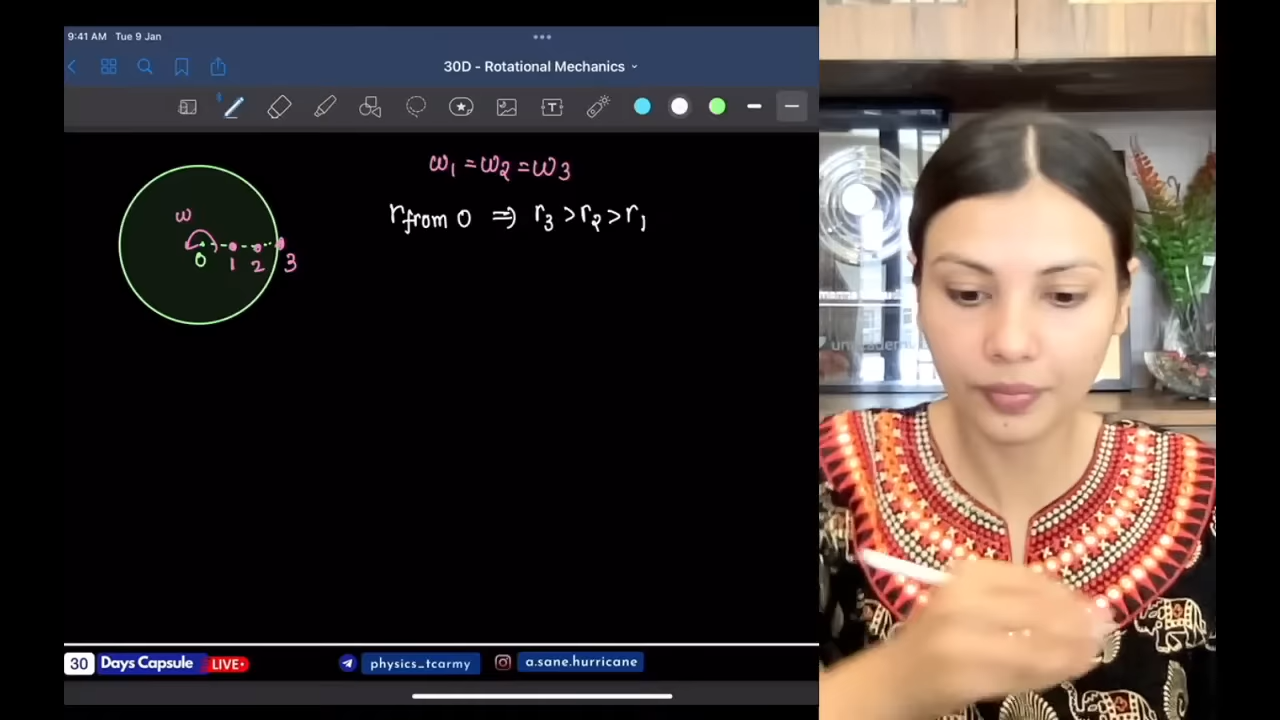 9:41 AM Tue 9 Jan
30D - Rotational Mechanics
ω₁ = ω₂ = ω₃
r from O ⇒ r₃ > r₂ > r₁
ω
O 1 2 3
30 Days Capsule LIVE
physics_tcarmy
a.sane.hurricane